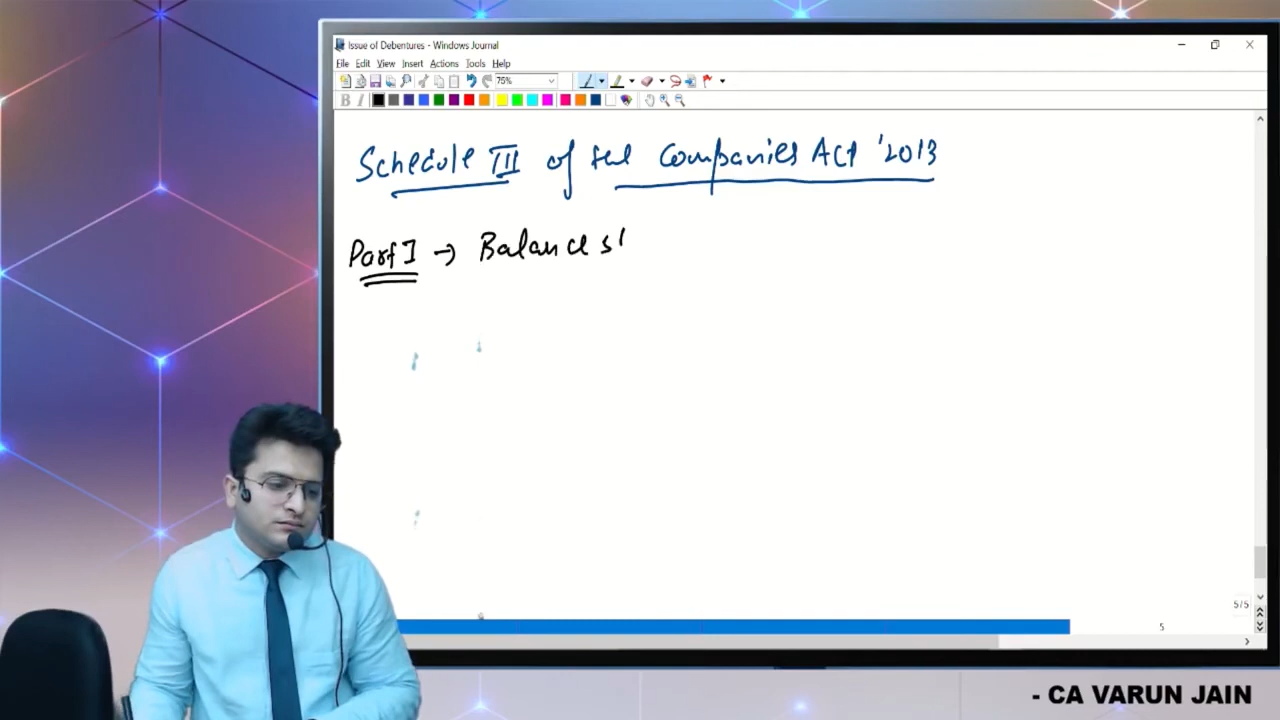 Issue of Debentures - Windows Journal
File Edit View Insert Actions Tools Help
75%
B I
Schedule III of the Companies Act '2013
Part I → Balance s
5/5
5
- CA VARUN JAIN